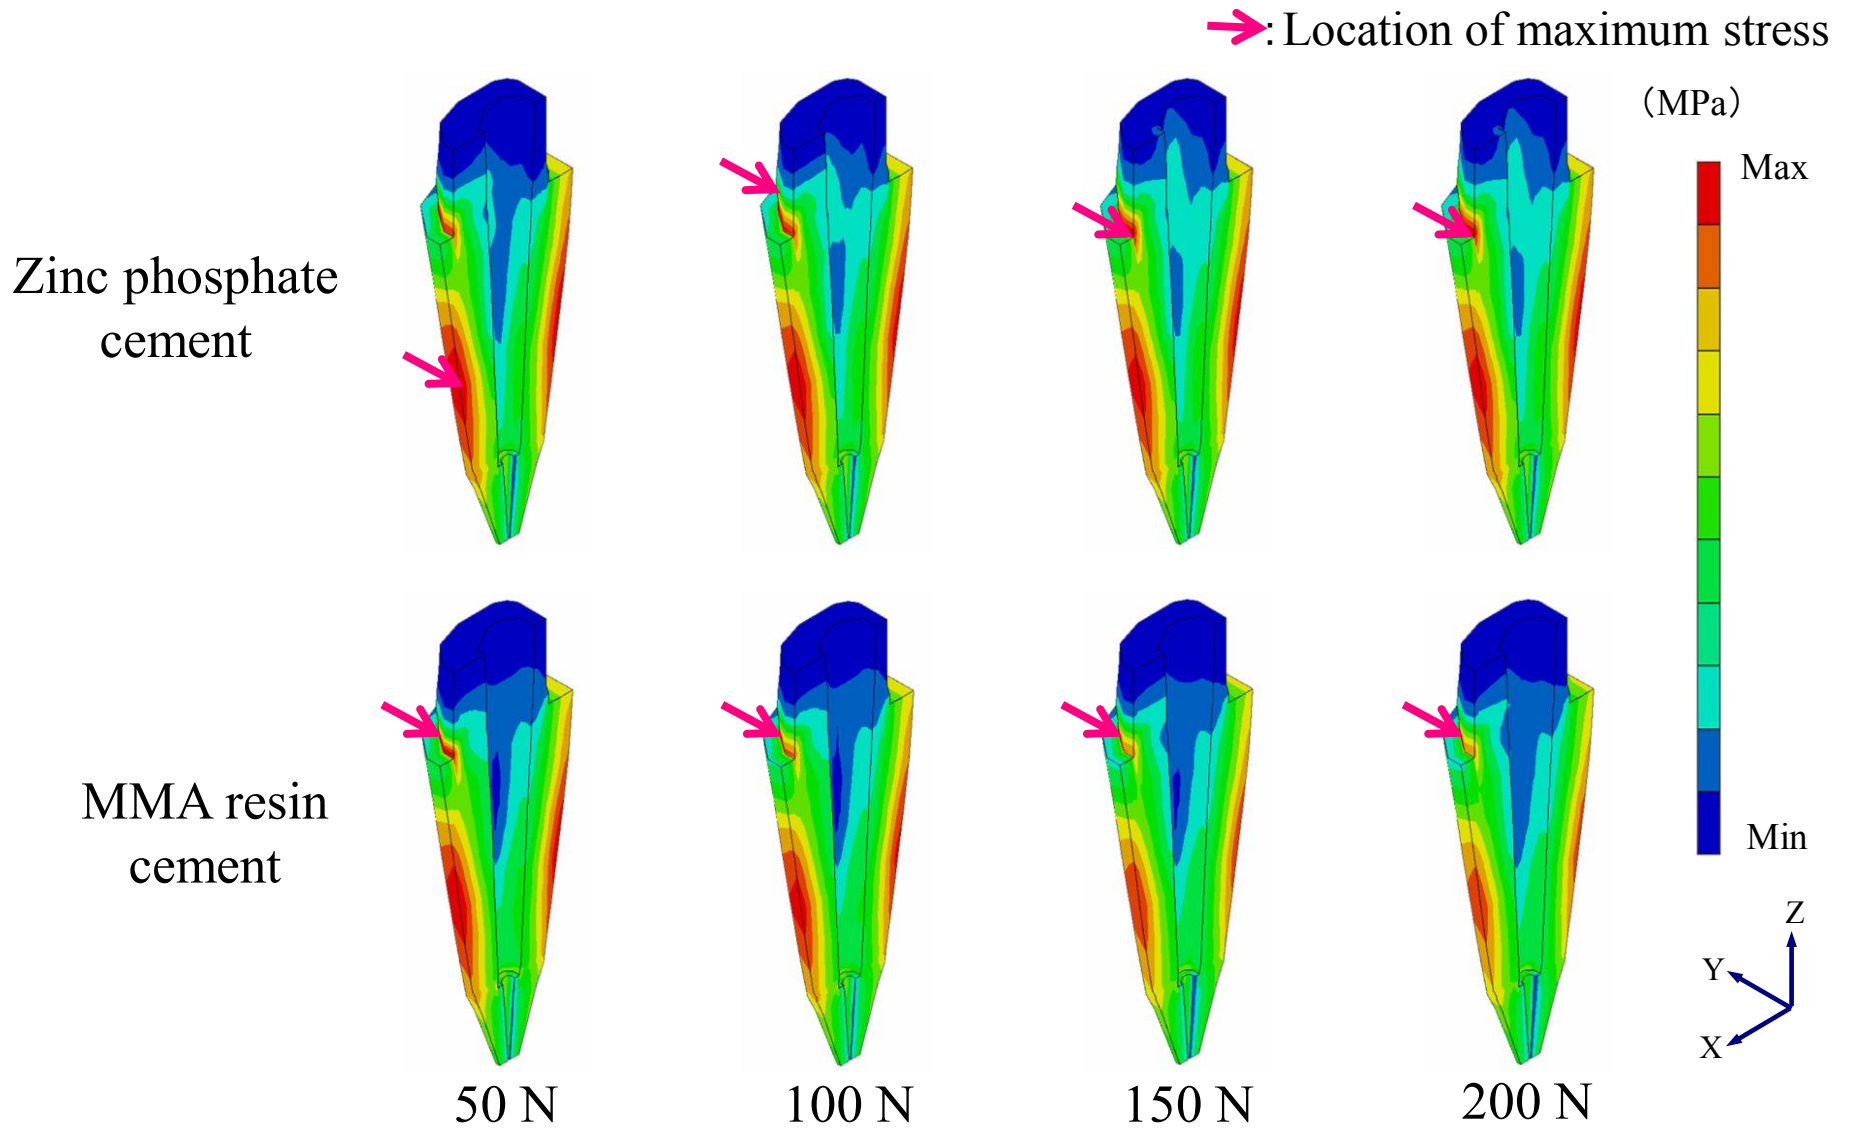 : Location of maximum stress
（MPa）
Max
Zinc phosphate
cement
MMA resin
cement
Min
Z
Y
X
50 N
100 N
150 N
200 N